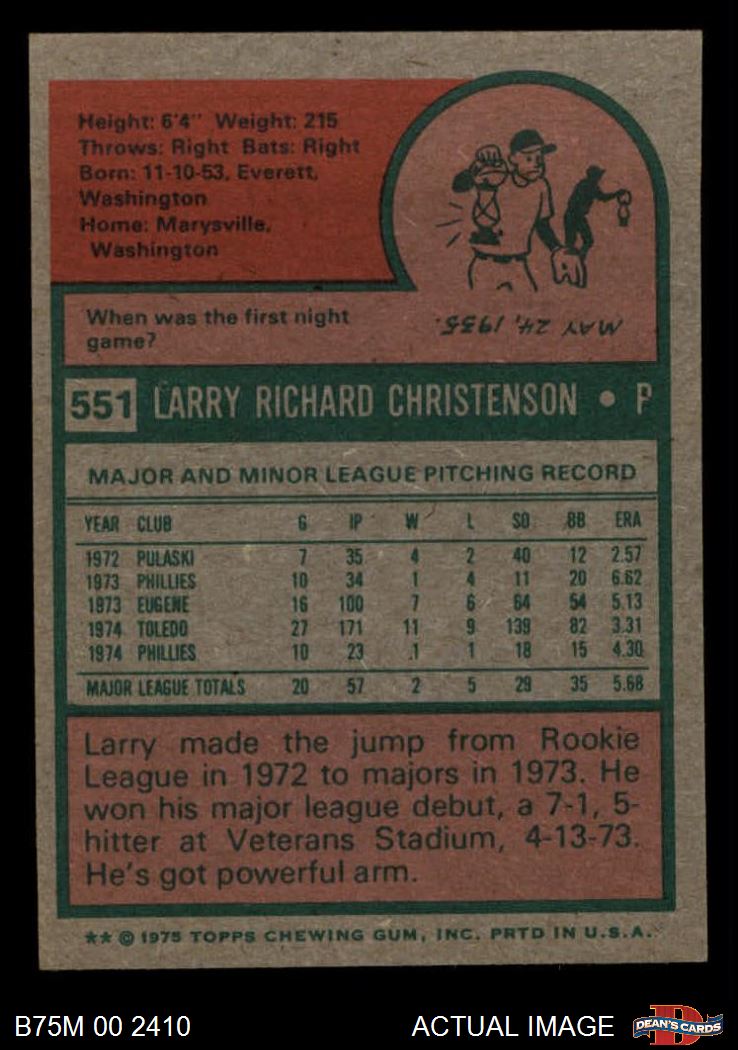 Height: 6'4" Weight: 215
Throws: Right Bats: Right
Born: 11-10-53, Everett,
Washington
Home: Marysville,
Washington
When was the first night
game?
MAY 24, 1935.
551 LARRY RICHARD CHRISTENSON • P
MAJOR AND MINOR LEAGUE PITCHING RECORD
YEAR CLUB G IP W L SO BB ERA
1972 PULASKI 7 35 4 2 40 12 2.57
1973 PHILLIES 10 34 1 4 11 20 6.62
1973 EUGENE 16 100 7 6 64 54 5.13
1974 TOLEDO 27 171 11 9 139 82 3.31
1974 PHILLIES 10 23 1 1 18 15 4.30
MAJOR LEAGUE TOTALS 20 57 2 5 29 35 5.68
Larry made the jump from Rookie
League in 1972 to majors in 1973. He
won his major league debut, a 7-1, 5-
hitter at Veterans Stadium, 4-13-73.
He's got powerful arm.
** © 1975 TOPPS CHEWING GUM, INC. PRTD IN U.S.A.
B75M 00 2410 ACTUAL IMAGE DEAN'S CARDS